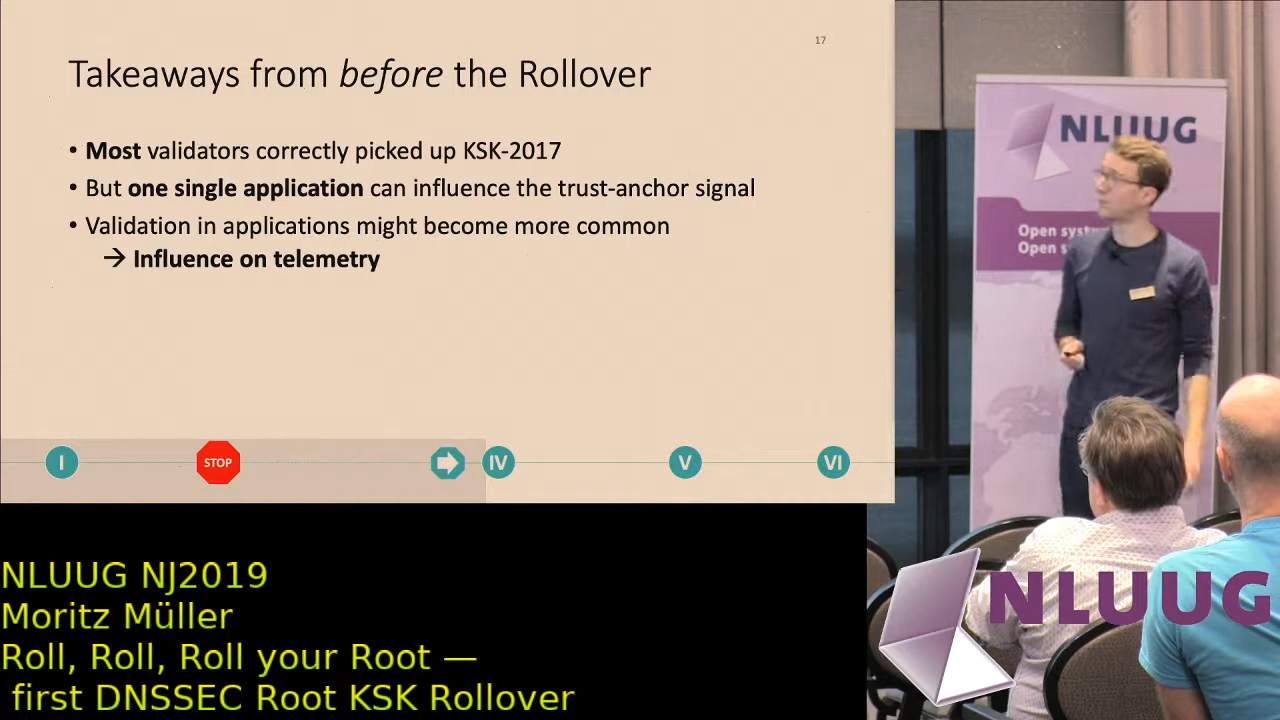 17
Takeaways from before the Rollover
• Most validators correctly picked up KSK-2017
• But one single application can influence the trust-anchor signal
• Validation in applications might become more common
→ Influence on telemetry
I
STOP
IV
V
VI
NLUUG
Open syst
Open s
NLUUG NJ2019
Moritz Müller
Roll, Roll, Roll your Root —
first DNSSEC Root KSK Rollover
NLUUG